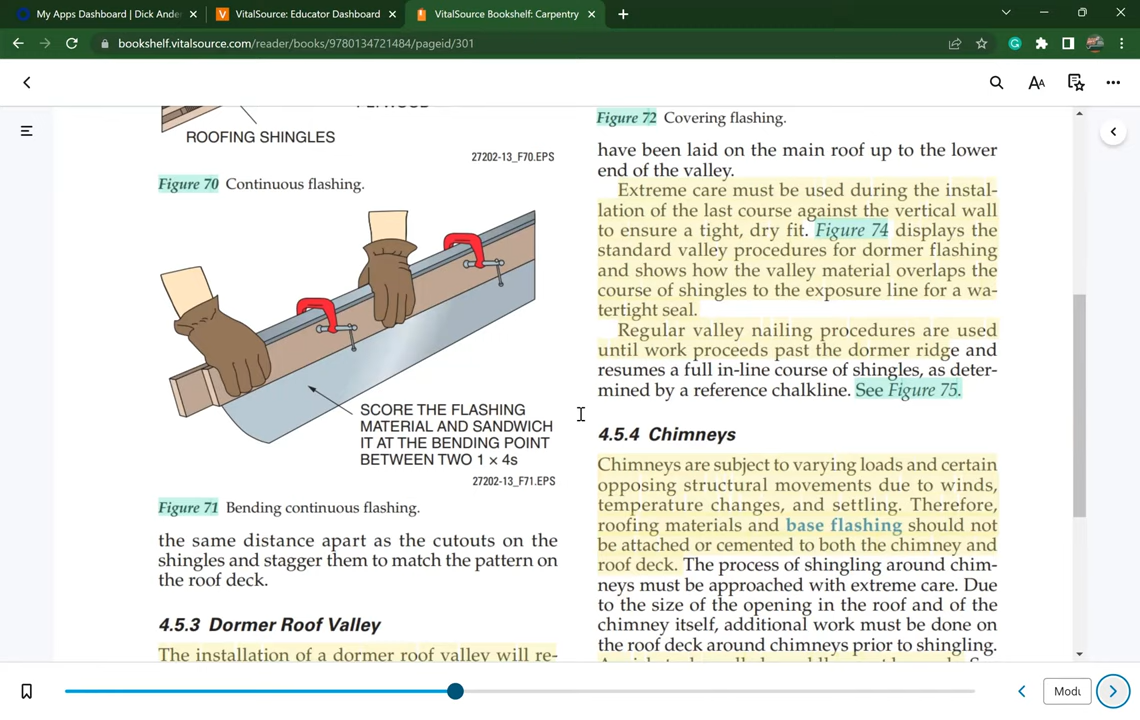 My Apps Dashboard | Dick Ander
VitalSource: Educator Dashboard
VitalSource Bookshelf: Carpentry
bookshelf.vitalsource.com/reader/books/9780134721484/pageid/301
ROOFING SHINGLES
27202-13_F70.EPS
Figure 70 Continuous flashing.
SCORE THE FLASHING
MATERIAL AND SANDWICH
IT AT THE BENDING POINT
BETWEEN TWO 1 × 4s
27202-13_F71.EPS
Figure 71 Bending continuous flashing.
the same distance apart as the cutouts on the
shingles and stagger them to match the pattern on
the roof deck.
4.5.3 Dormer Roof Valley
The installation of a dormer roof valley will re-
Figure 72 Covering flashing.
have been laid on the main roof up to the lower
end of the valley.
Extreme care must be used during the instal-
lation of the last course against the vertical wall
to ensure a tight, dry fit. Figure 74 displays the
standard valley procedures for dormer flashing
and shows how the valley material overlaps the
course of shingles to the exposure line for a wa-
tertight seal.
Regular valley nailing procedures are used
until work proceeds past the dormer ridge and
resumes a full in-line course of shingles, as deter-
mined by a reference chalkline. See Figure 75.
4.5.4 Chimneys
Chimneys are subject to varying loads and certain
opposing structural movements due to winds,
temperature changes, and settling. Therefore,
roofing materials and base flashing should not
be attached or cemented to both the chimney and
roof deck. The process of shingling around chim-
neys must be approached with extreme care. Due
to the size of the opening in the roof and of the
chimney itself, additional work must be done on
the roof deck around chimneys prior to shingling.
Modu